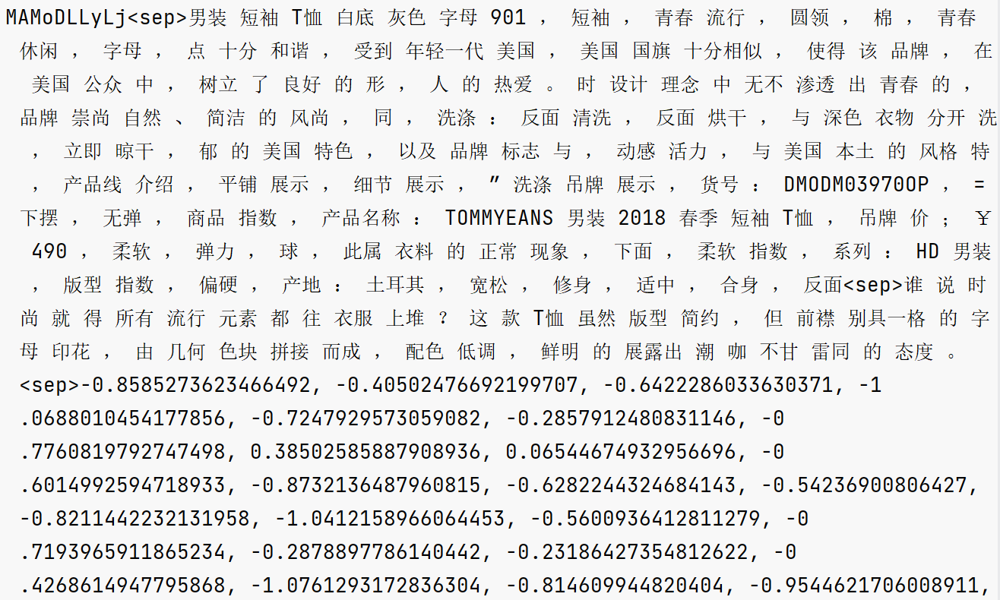 MAMoDLLyLj<sep>男装 短袖 T恤 白底 灰色 字母 901 , 短袖 , 青春 流行 , 圆领 , 棉 , 青春
休闲 , 字母 , 点 十分 和谐 , 受到 年轻一代 美国 , 美国 国旗 十分相似 , 使得 该 品牌 , 在
美国 公众 中 , 树立 了 良好 的 形 , 人 的 热爱 。 时 设计 理念 中 无不 渗透 出 青春 的 ,
品牌 崇尚 自然 、 简洁 的 风尚 , 同 , 洗涤 : 反面 清洗 , 反面 烘干 , 与 深色 衣物 分开 洗
, 立即 晾干 , 郁 的 美国 特色 , 以及 品牌 标志 与 , 动感 活力 , 与 美国 本土 的 风格 特
, 产品线 介绍 , 平铺 展示 , 细节 展示 , ” 洗涤 吊牌 展示 , 货号 : DMODM03970OP , =
下摆 , 无弹 , 商品 指数 , 产品名称 : TOMMYEANS 男装 2018 春季 短袖 T恤 , 吊牌 价 ; ￥
490 , 柔软 , 弹力 , 球 , 此属 衣料 的 正常 现象 , 下面 , 柔软 指数 , 系列 : HD 男装
, 版型 指数 , 偏硬 , 产地 : 土耳其 , 宽松 , 修身 , 适中 , 合身 , 反面<sep>谁 说 时
尚 就 得 所有 流行 元素 都 往 衣服 上堆 ? 这 款 T恤 虽然 版型 简约 , 但 前襟 别具一格 的 字
母 印花 , 由 几何 色块 拼接 而成 , 配色 低调 , 鲜明 的 展露出 潮 咖 不甘 雷同 的 态度 。
<sep>-0.8585273623466492, -0.40502476692199707, -0.6422286033630371, -1
.0688010454177856, -0.7247929573059082, -0.2857912480831146, -0
.7760819792747498, 0.38502585887908936, 0.06544674932956696, -0
.6014992594718933, -0.8732136487960815, -0.6282244324684143, -0.54236900806427,
-0.8211442232131958, -1.0412158966064453, -0.5600936412811279, -0
.7193965911865234, -0.2878897786140442, -0.23186427354812622, -0
.4268614947795868, -1.0761293172836304, -0.814609944820404, -0.9544621706008911,